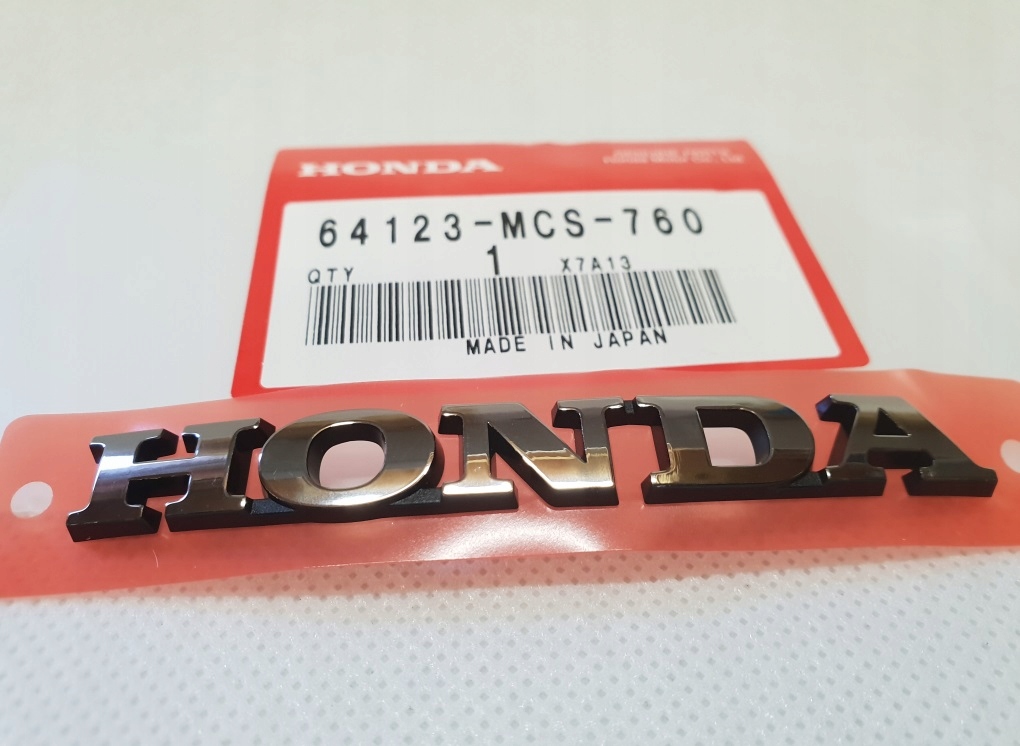 HONDA
64123-MCS-760
QTY 1 X7A13
MADE IN JAPAN
HONDA